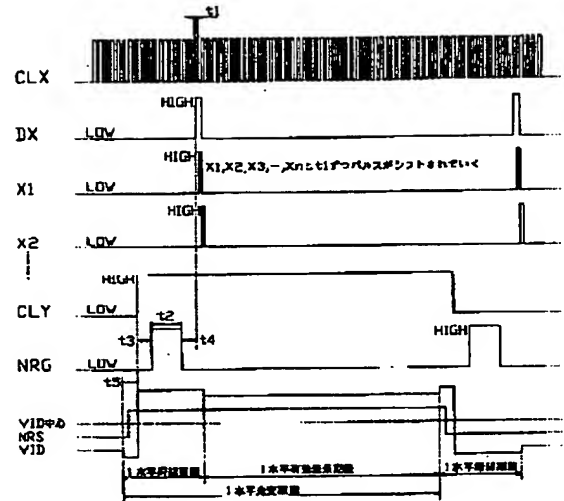 t1
CLX
HIGH
DX
LOW
HIGH
X1,X2,X3,—,Xnとt1ずつパルスがシフトされていく
X1
LOW
HIGH
X2
LOW
HIGH
CLY
LOW
t2
HIGH
t3
t4
NRG
LOW
t5
VID中心
NRS
VID
1水平帰線期間
1水平有効表示期間
1水平帰線期間
1水平走査期間